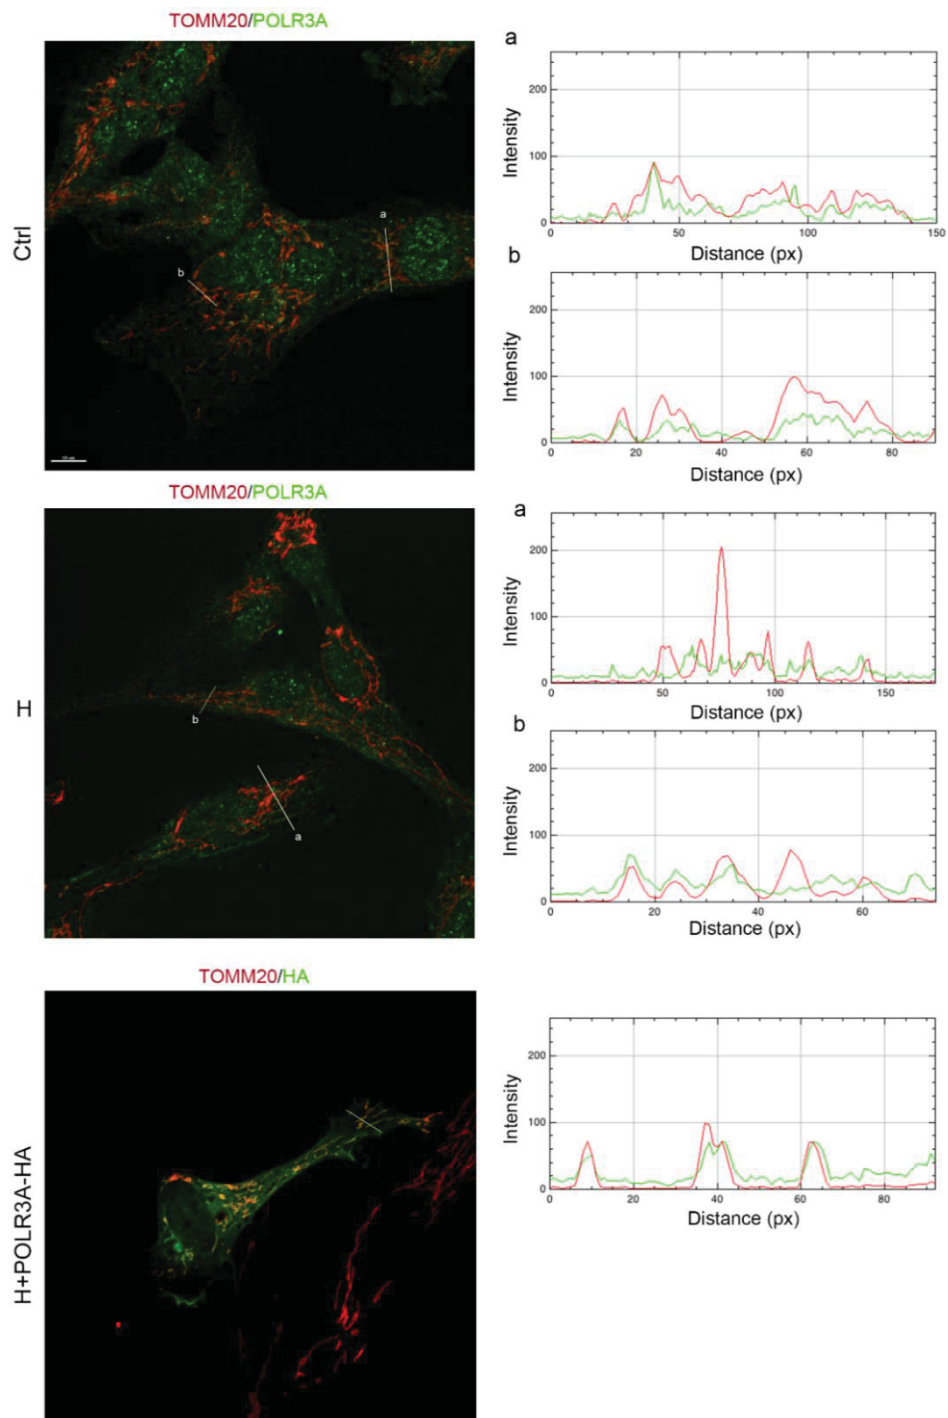 TOMM20/POLR3A
Ctrl
a
b
a
Intensity
200
100
0
0
50
100
150
Distance (px)
b
Intensity
200
100
0
0
20
40
60
80
Distance (px)
TOMM20/POLR3A
H
b
a
a
Intensity
200
100
0
50
100
150
Distance (px)
b
Intensity
200
100
0
0
20
40
60
Distance (px)
TOMM20/HA
H+POLR3A-HA
Intensity
200
100
0
0
20
40
60
80
Distance (px)